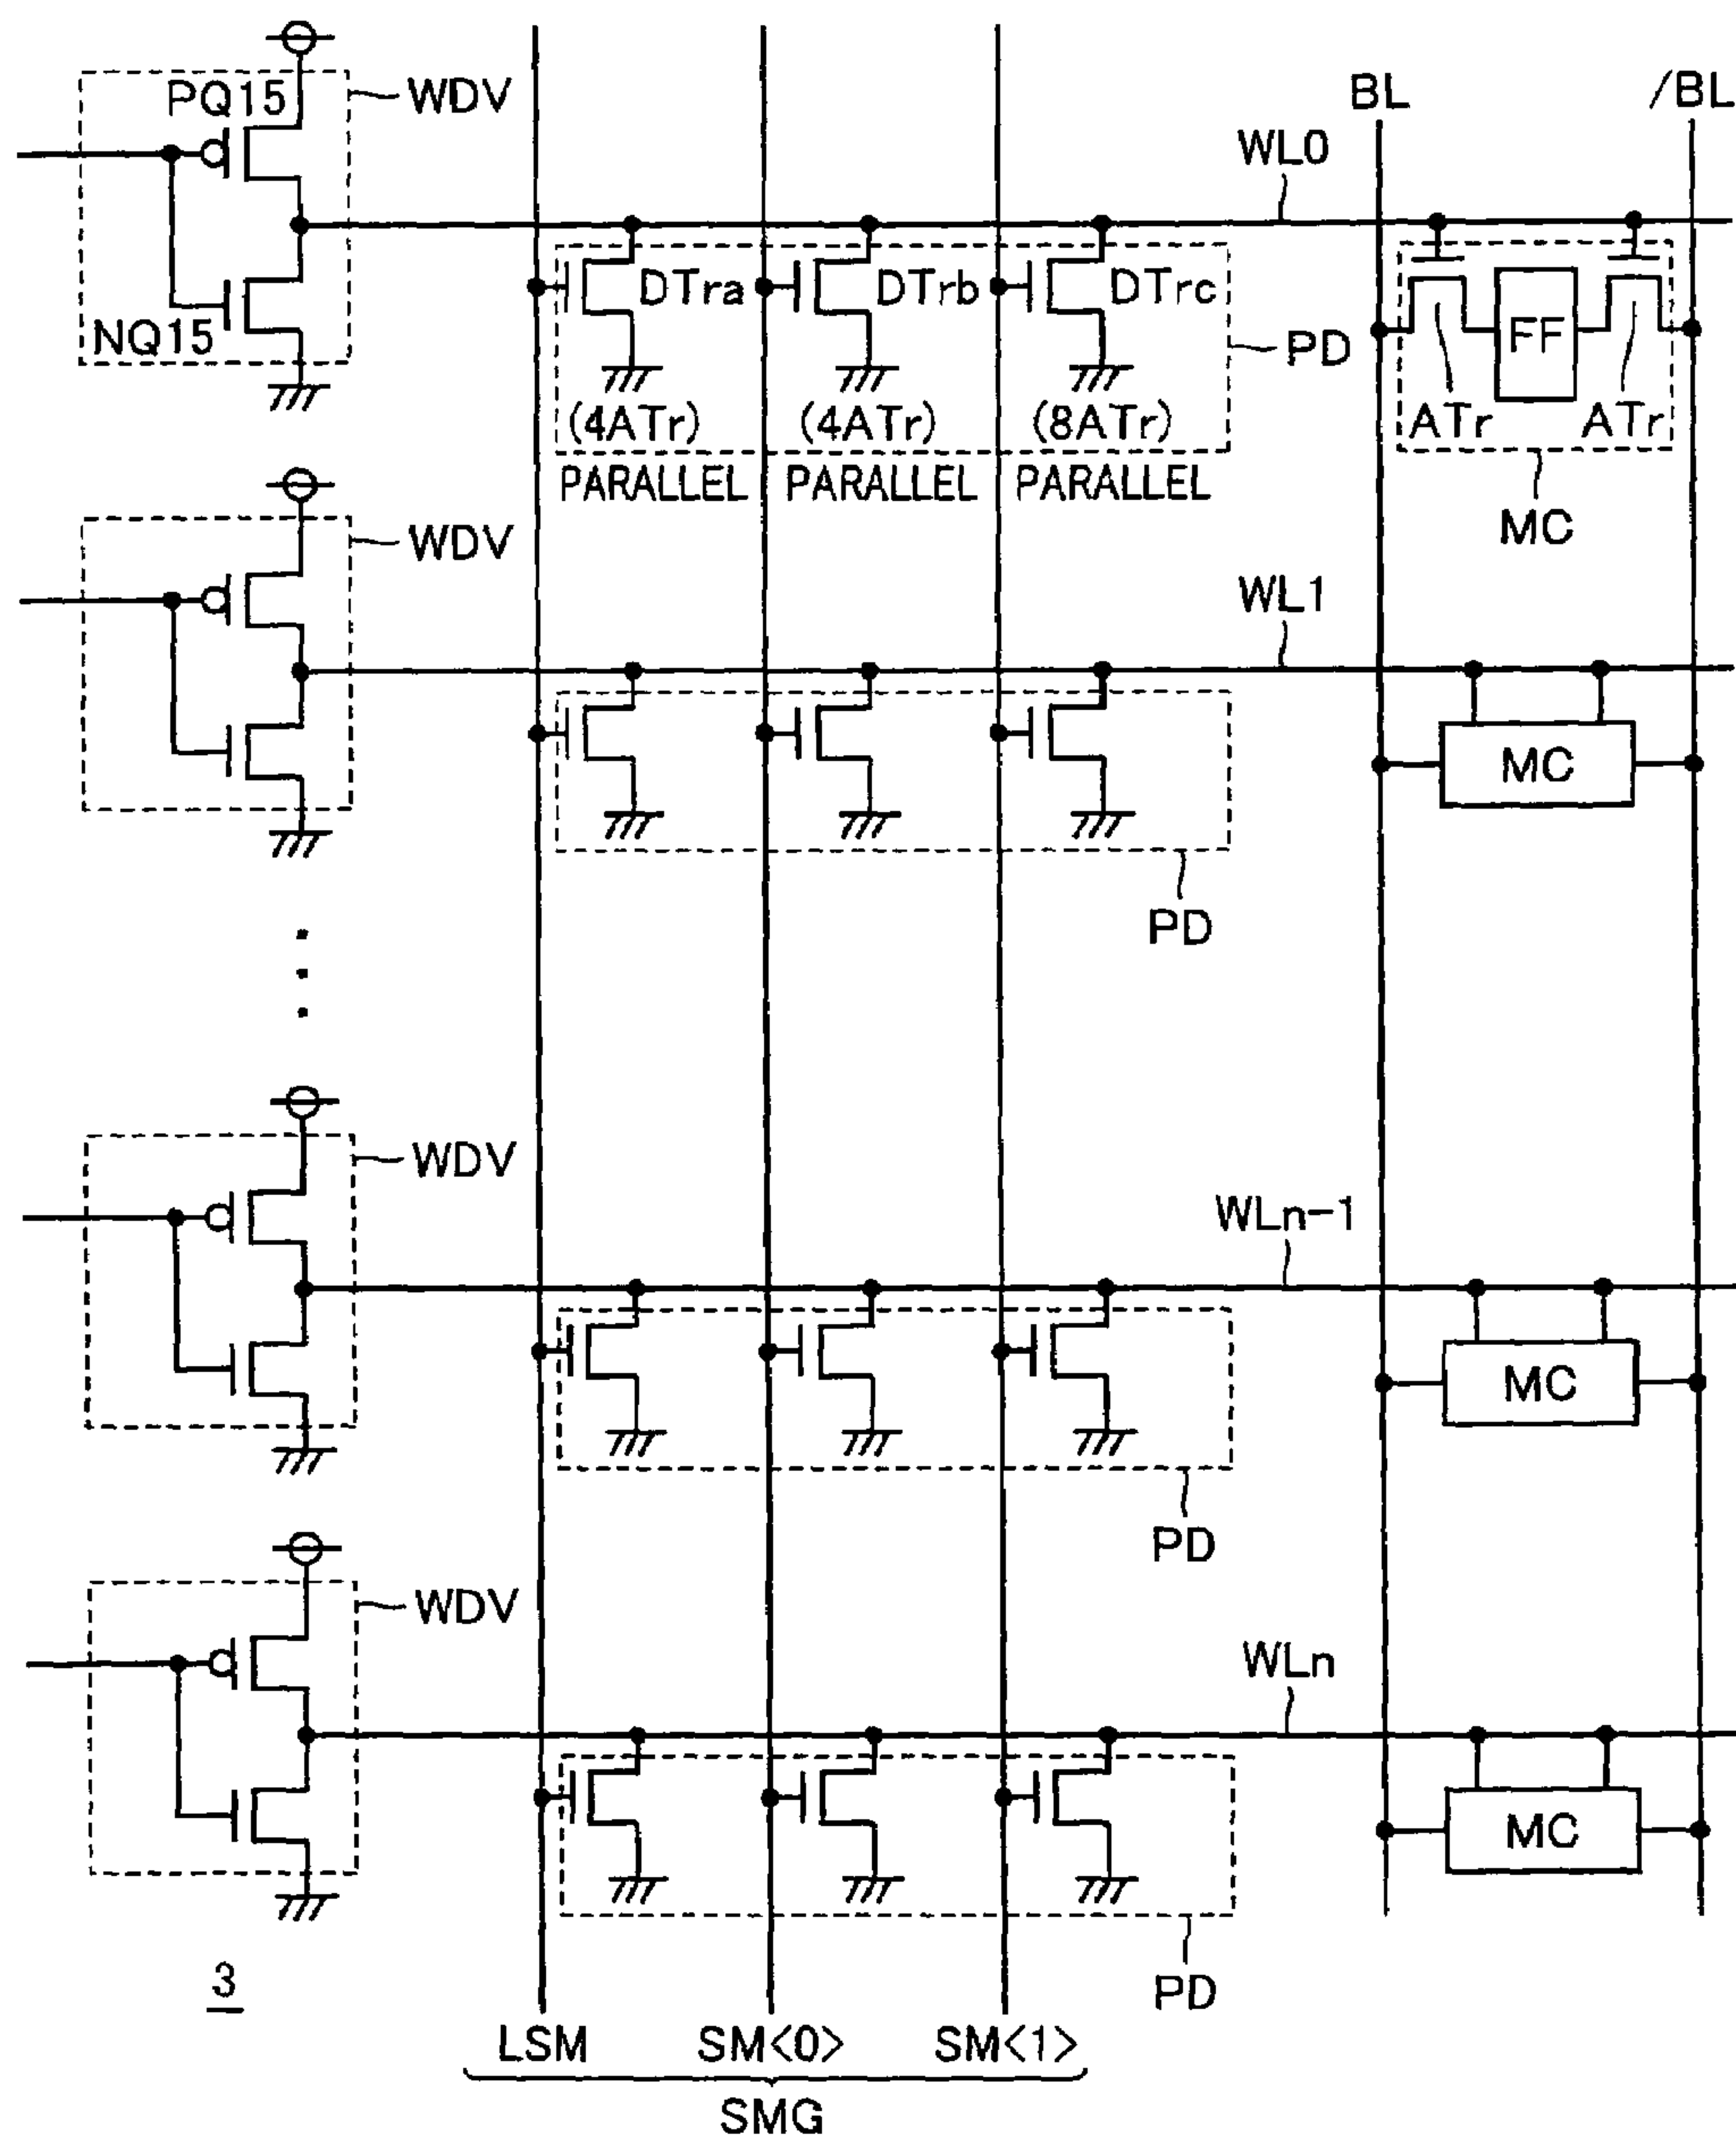 PQ15
WDV
NQ15
BL
/BL
WL0
DTra
DTrb
DTrc
PD
FF
(4ATr)
(4ATr)
(8ATr)
ATr
ATr
PARALLEL
PARALLEL
PARALLEL
MC
WDV
WL1
MC
PD
WDV
WLn-1
MC
PD
WDV
WLn
MC
PD
3
LSM
SM<0>
SM<1>
SMG